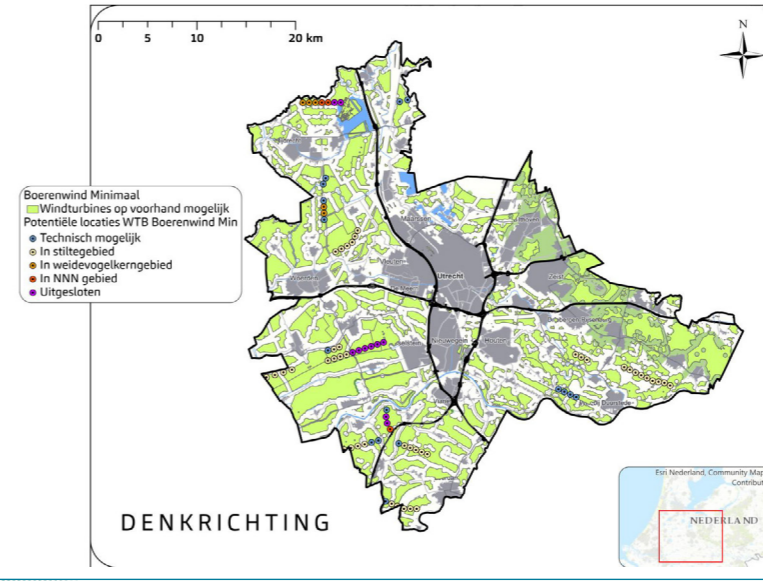 0 5 10 20 km
N
Boerenwind Minimaal
Windturbines op voorhand mogelijk
Potentiële locaties WTB Boerenwind Min
Technisch mogelijk
In stiltegebied
In weidevogelkerngebied
In NNN gebied
Uitgesloten
Maarssen
Utrecht
Zeist
Nieuwegein
Houten
DENKRICHTING
Esri Nederland, Community Map
Contribut
NEDERLAND